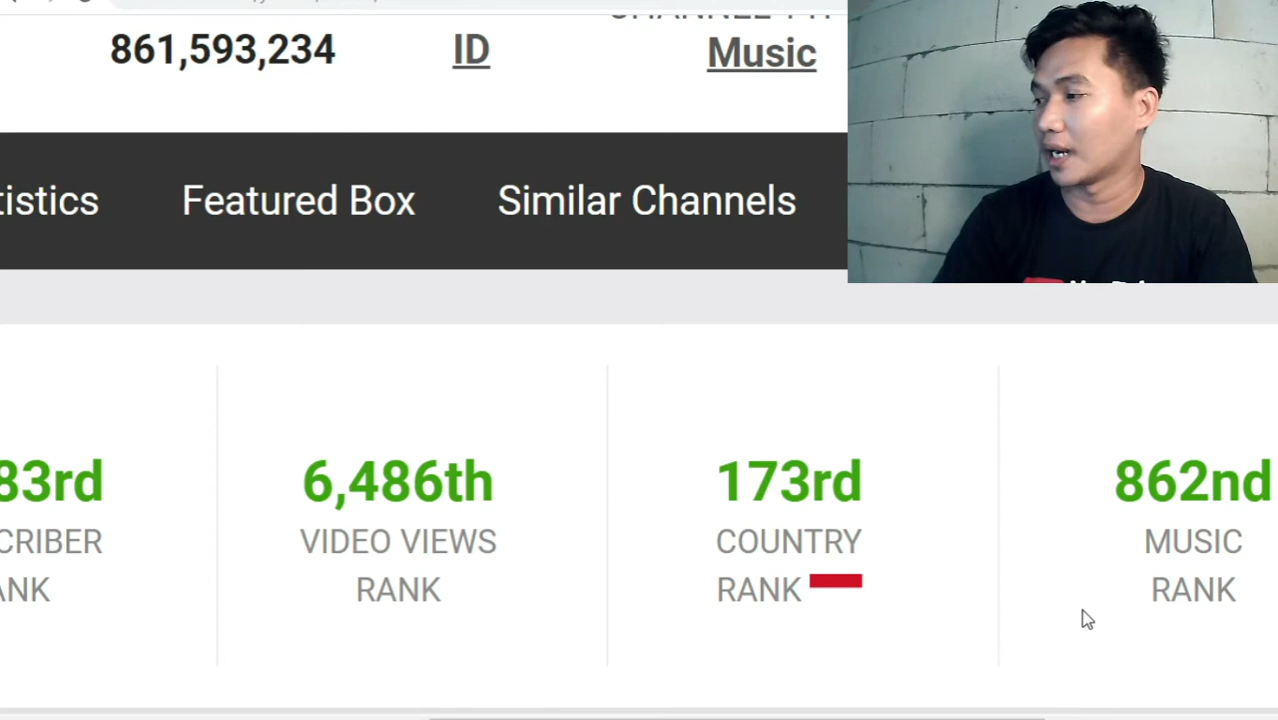 861,593,234 ID Music
tistics Featured Box Similar Channels
83rd 6,486th 173rd 862nd
CRIBER VIDEO VIEWS COUNTRY MUSIC
ANK RANK RANK RANK